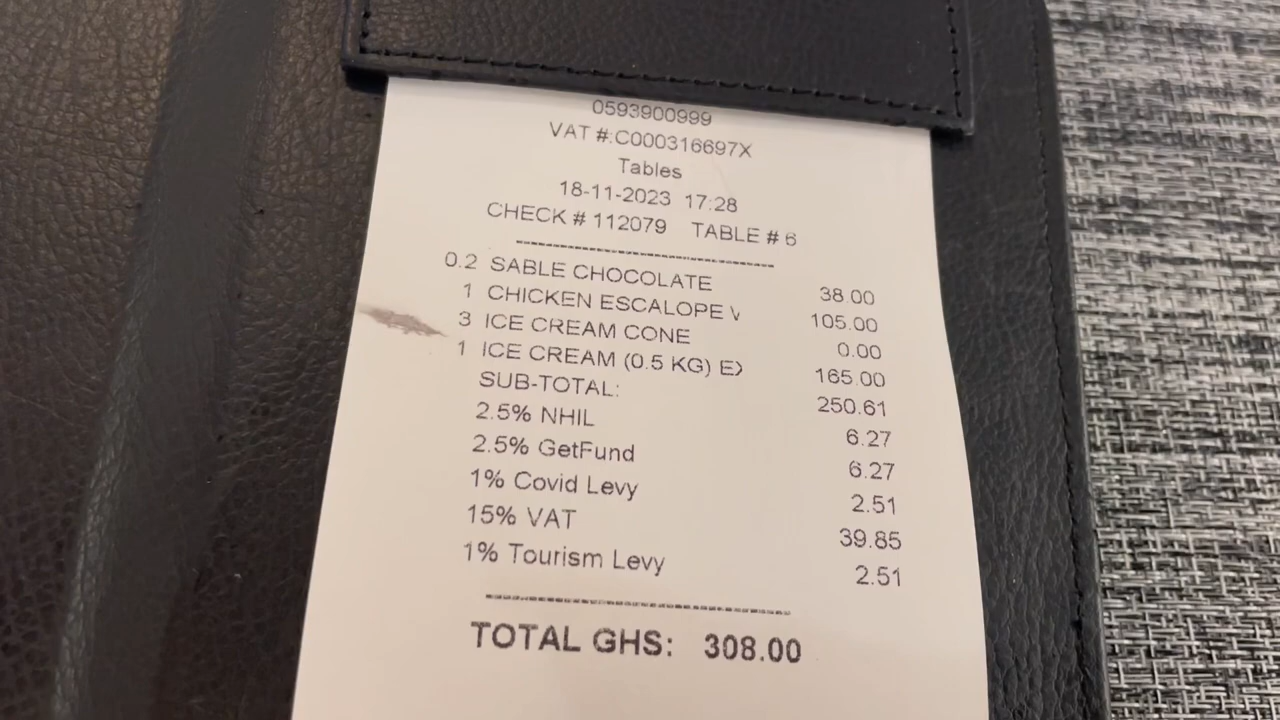 0593900999
VAT #:C000316697X
Tables
18-11-2023 17:28
CHECK # 112079 TABLE # 6
0.2 SABLE CHOCOLATE 38.00
1 CHICKEN ESCALOPE V 105.00
3 ICE CREAM CONE 0.00
1 ICE CREAM (0.5 KG) EX 165.00
SUB-TOTAL: 250.61
2.5% NHIL 6.27
2.5% GetFund 6.27
1% Covid Levy 2.51
15% VAT 39.85
1% Tourism Levy 2.51
TOTAL GHS: 308.00